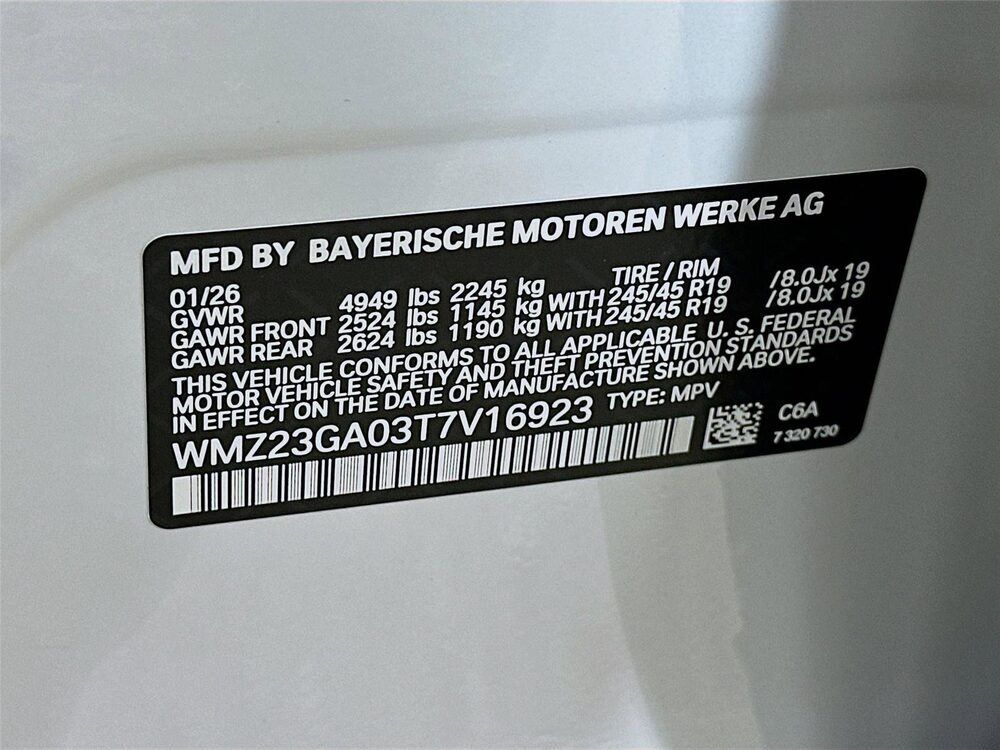 MFD BY BAYERISCHE MOTOREN WERKE AG
01/26 TIRE / RIM
GVWR 4949 lbs 2245 kg
GAWR FRONT 2524 lbs 1145 kg WITH 245/45 R19 /8.0Jx 19
GAWR REAR 2624 lbs 1190 kg WITH 245/45 R19 /8.0Jx 19
THIS VEHICLE CONFORMS TO ALL APPLICABLE U. S. FEDERAL
MOTOR VEHICLE SAFETY AND THEFT PREVENTION STANDARDS
IN EFFECT ON THE DATE OF MANUFACTURE SHOWN ABOVE.
WMZ23GA03T7V16923 TYPE: MPV
C6A
7 320 730